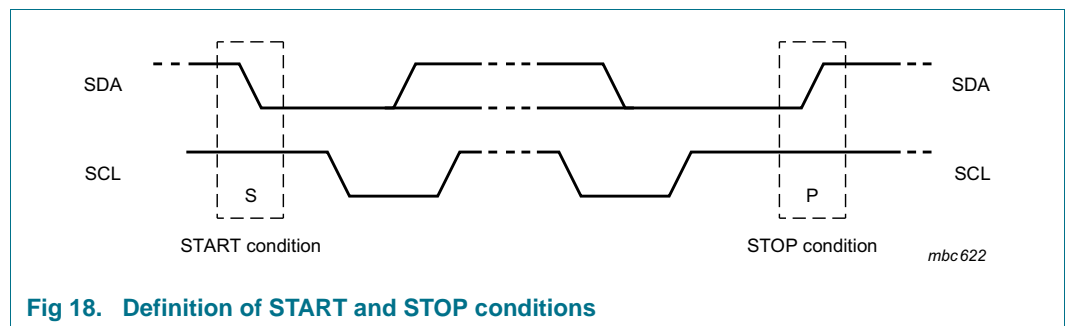 SDA
SDA
SCL
SCL
S
P
START condition
STOP condition
mbc622
Fig 18. Definition of START and STOP conditions